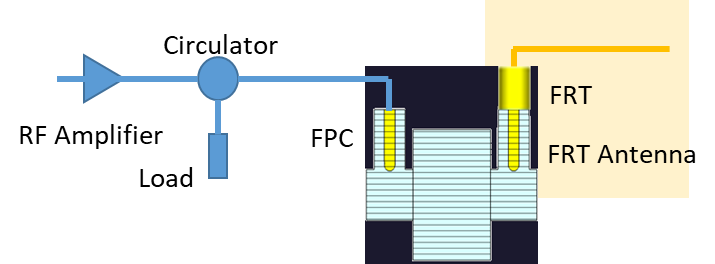 Circulator
FRT
RF Amplifier
FPC
FRT Antenna
Load